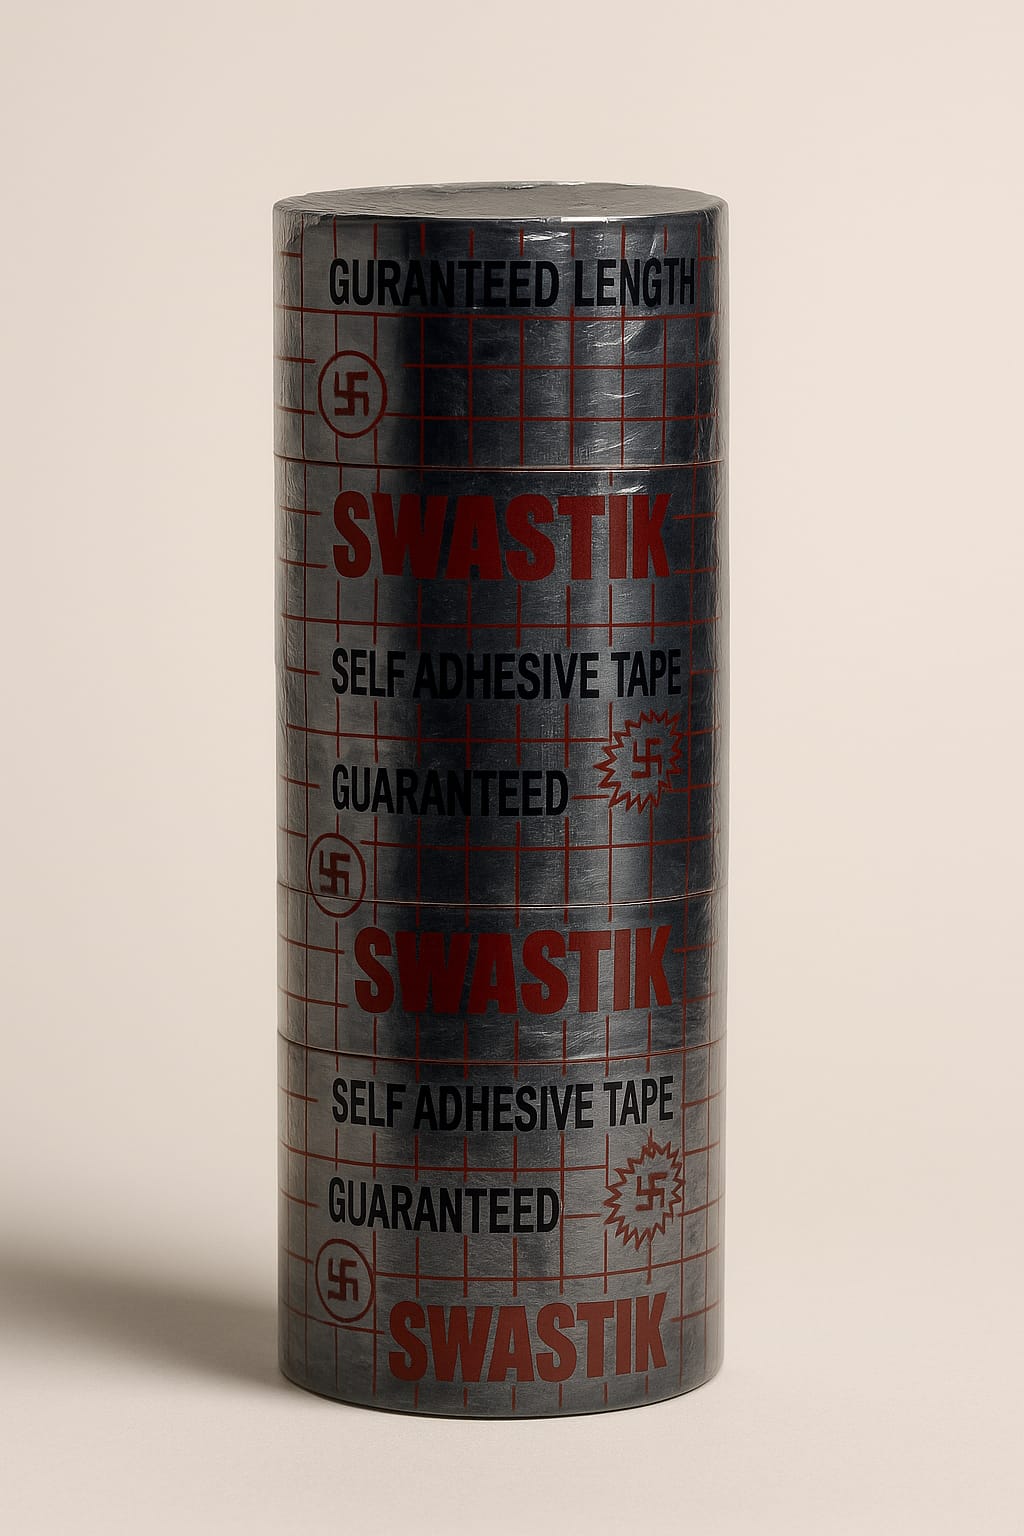 GURANTEED LENGTH
SWASTIK
SELF ADHESIVE TAPE
GUARANTEED
SWASTIK
SELF ADHESIVE TAPE
GUARANTEED
SWASTIK